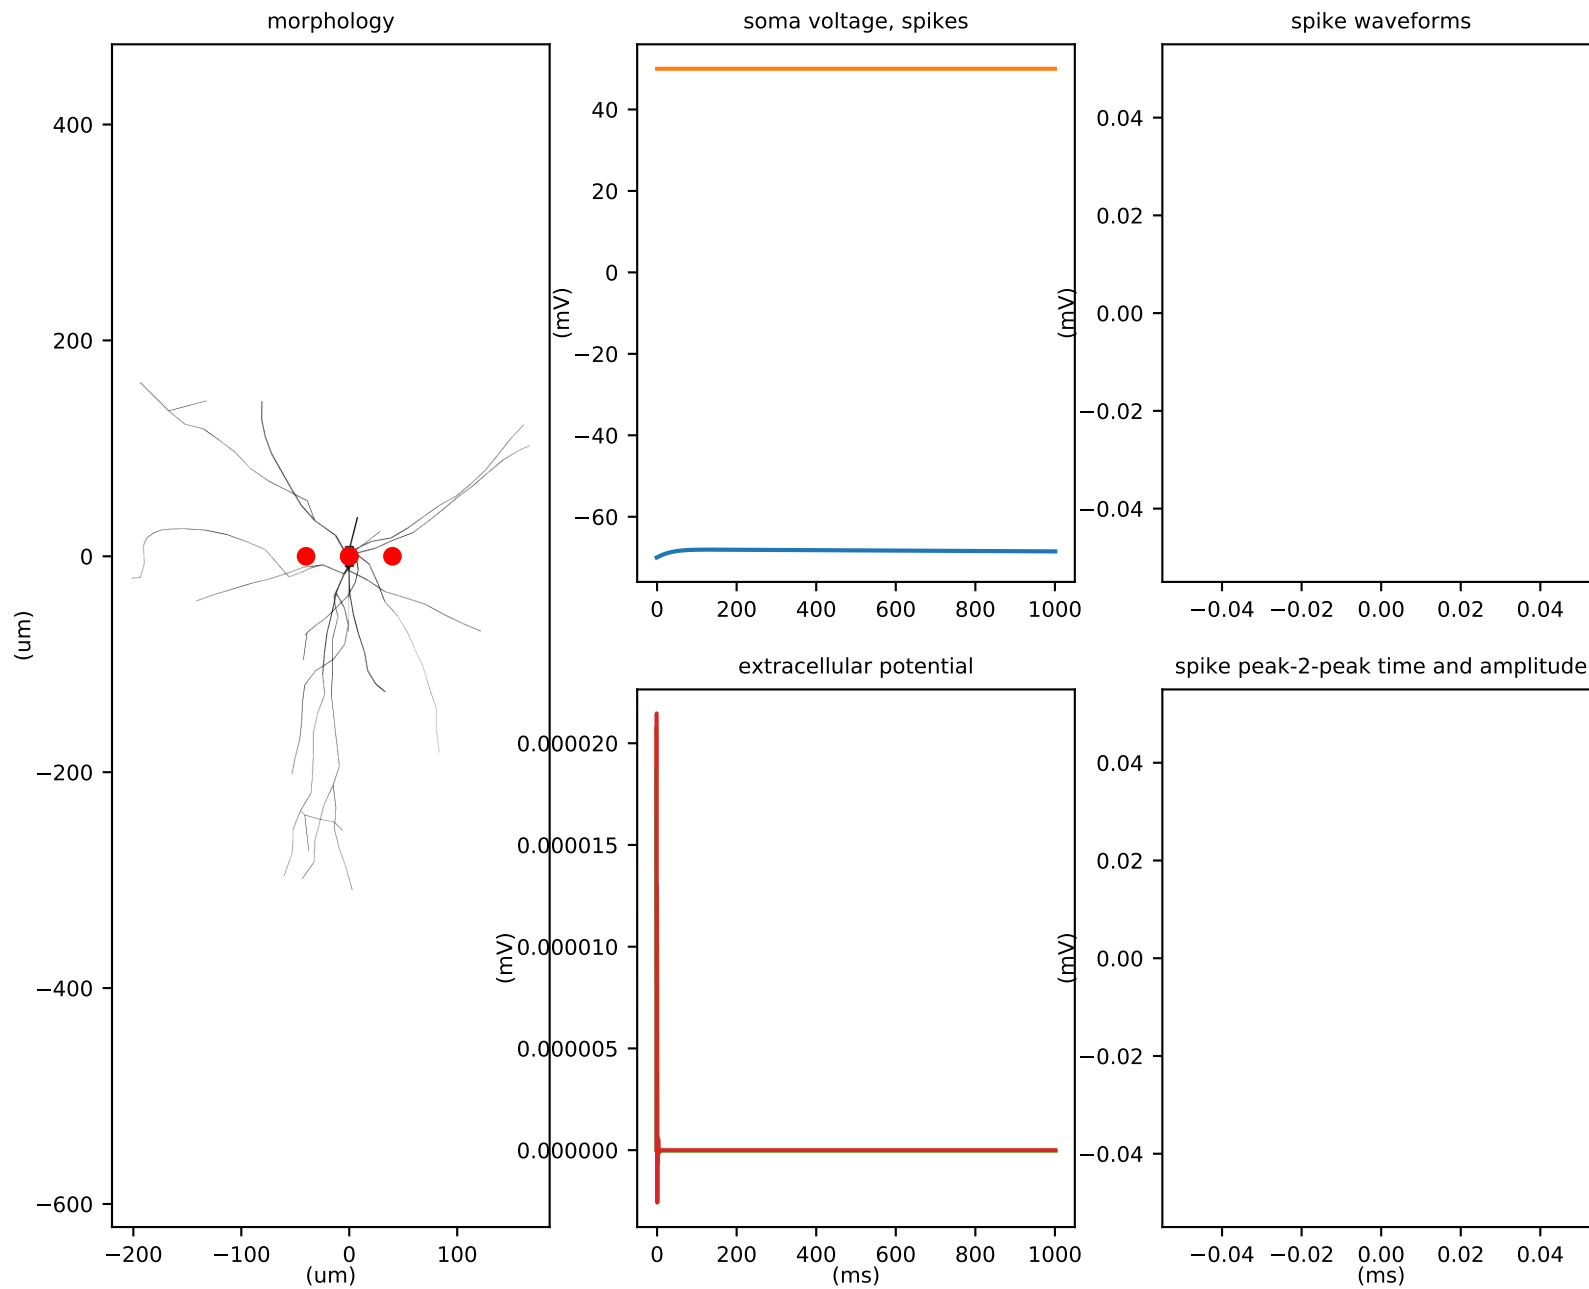 morphology
400
200
0
−200
−400
−600
(um)
−200 −100 0 100
(um)
soma voltage, spikes
40
20
0
−20
−40
−60
(mV)
0 200 400 600 800 1000
spike waveforms
0.04
0.02
0.00
−0.02
−0.04
(mV)
−0.04 −0.02 0.00 0.02 0.04
extracellular potential
0.000020
0.000015
0.000010
0.000005
0.000000
(mV)
0 200 400 600 800 1000
(ms)
spike peak-2-peak time and amplitude
0.04
0.02
0.00
−0.02
−0.04
(mV)
−0.04 −0.02 0.00 0.02 0.04
(ms)